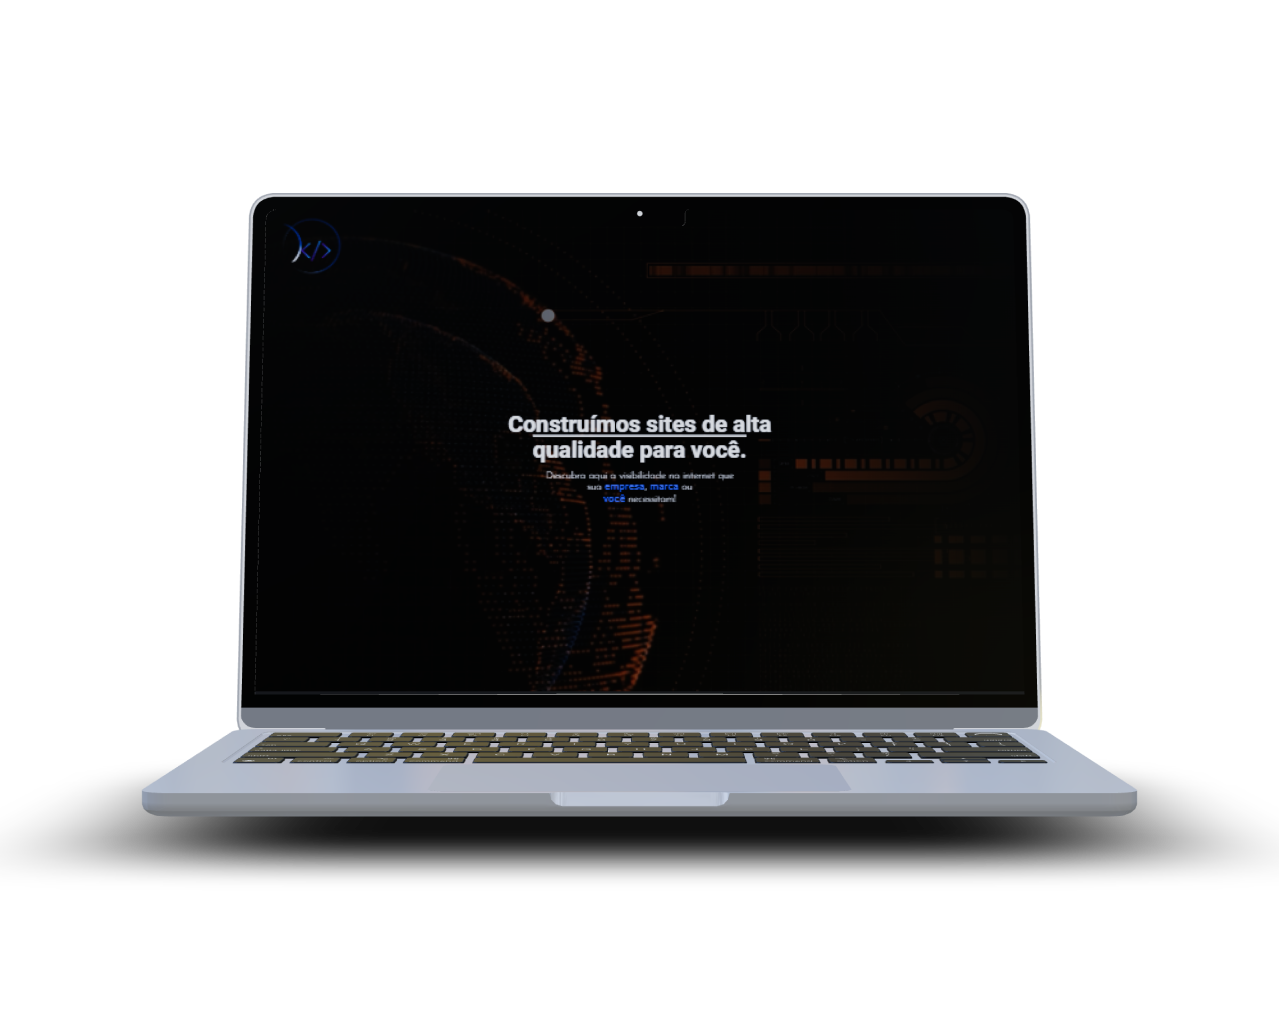 </>
Construímos sites de alta
qualidade para você.
Descubra aqui a visibilidade na internet que
sua empresa, marca ou
você necessitam!